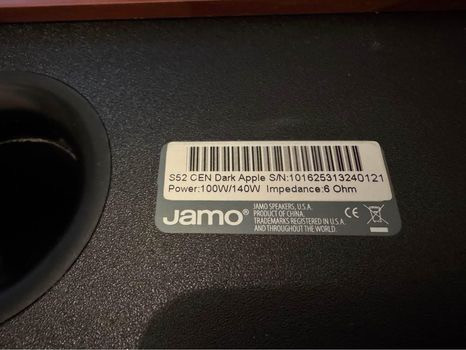 S52 CEN Dark Apple S/N:101625313240121
Power:100W/140W Impedance:6 Ohm
Jamo®
JAMO SPEAKERS, U.S.A.
PRODUCT OF CHINA.
TRADEMARKS REGISTERED IN U.S.A.
AND THROUGHOUT THE WORLD.
CE